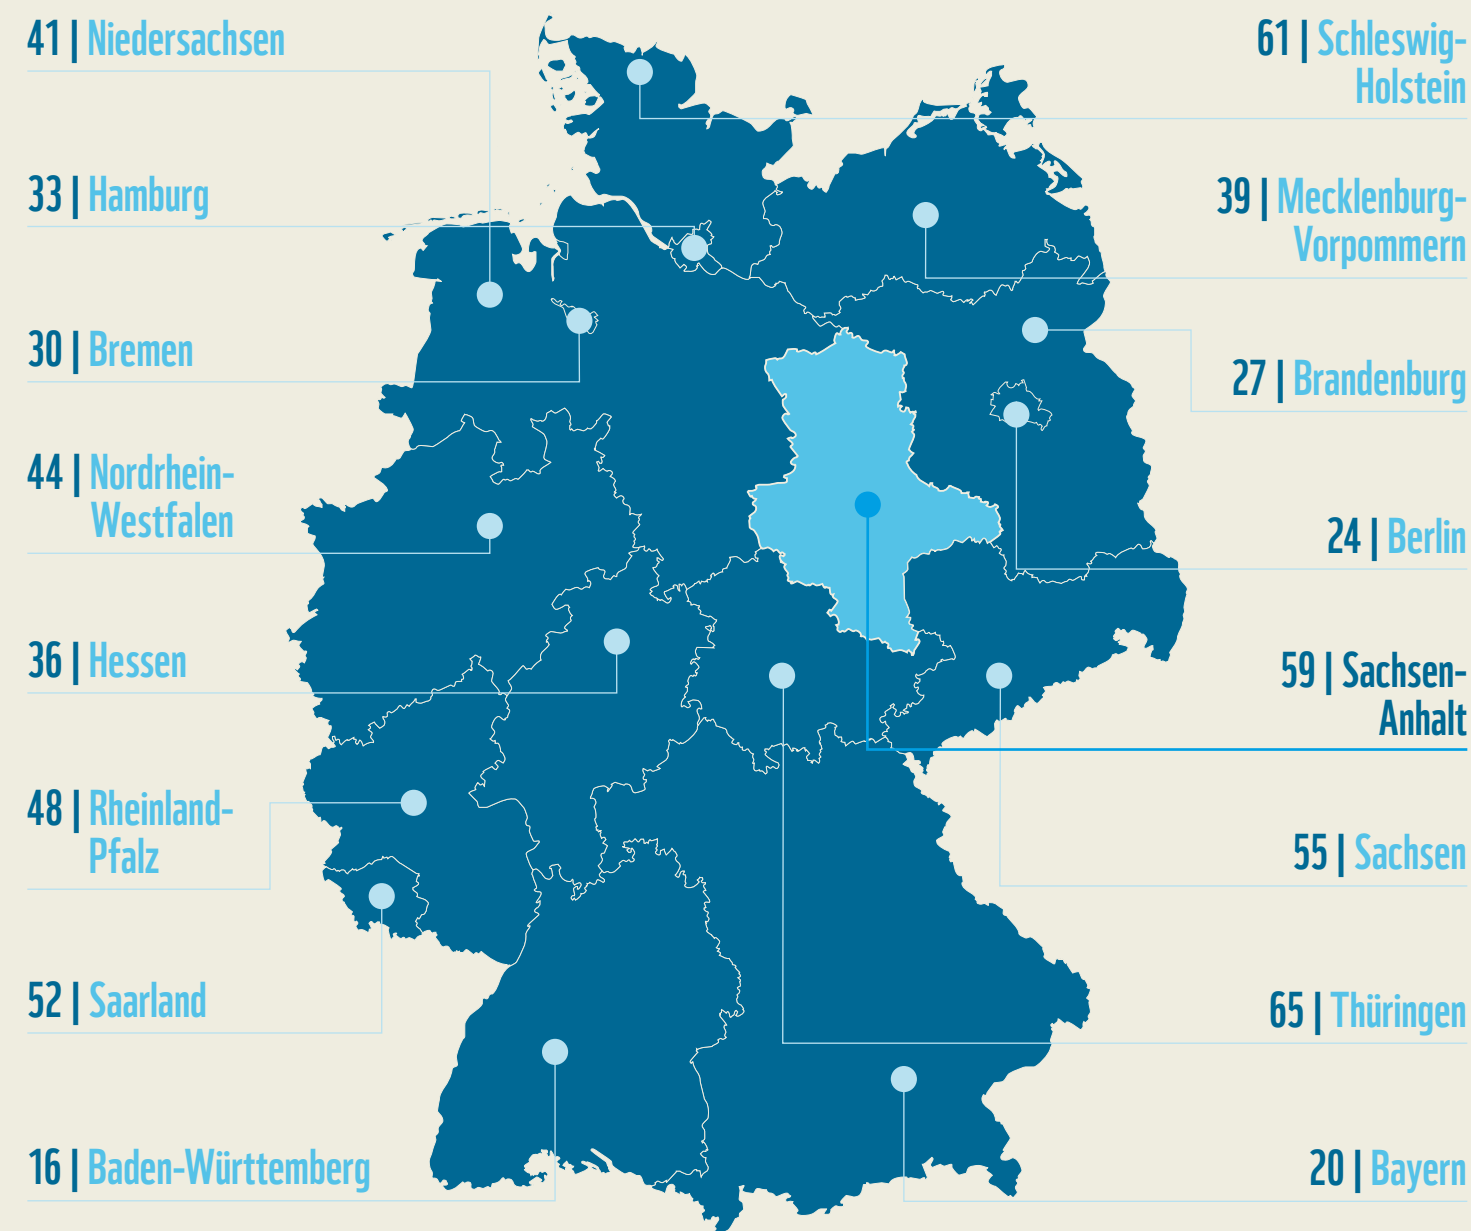 41 | Niedersachsen
33 | Hamburg
30 | Bremen
44 | Nordrhein-
Westfalen
36 | Hessen
48 | Rheinland-
Pfalz
52 | Saarland
16 | Baden-Württemberg
61 | Schleswig-
Holstein
39 | Mecklenburg-
Vorpommern
27 | Brandenburg
24 | Berlin
59 | Sachsen-
Anhalt
55 | Sachsen
65 | Thüringen
20 | Bayern